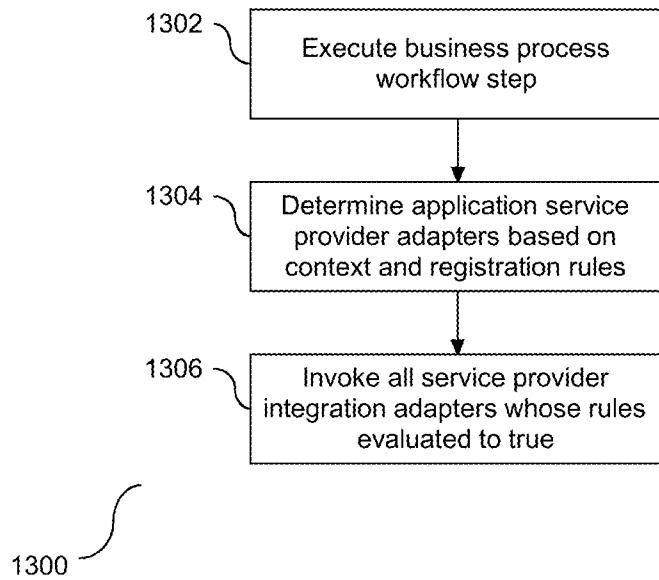 1302
Execute business process
workflow step
1304
Determine application service
provider adapters based on
context and registration rules
1306
Invoke all service provider
integration adapters whose rules
evaluated to true
1300